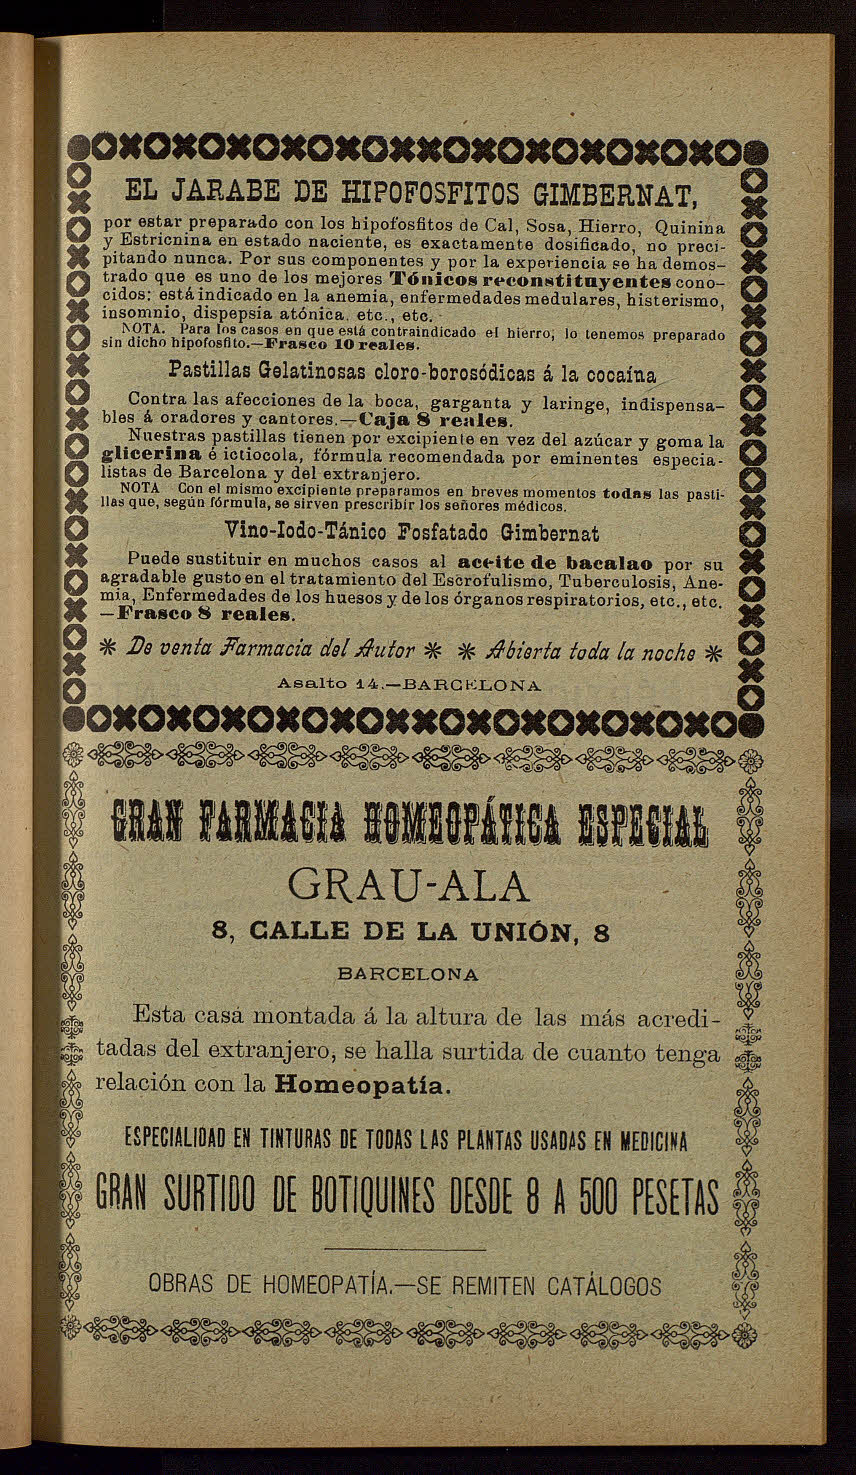 EL JARABE DE HIPOFOSFITOS GIMBERNAT,
por estar preparado con los hipofosfitos de Cal, Sosa, Hierro, Quinina
y Estricnina en estado naciente, es exactamente dosificado, no preci-
pitando nunca. Por sus componentes y por la experiencia se ha demos-
trado que es uno de los mejores Tónicos reconstituyentes cono-
cidos: está indicado en la anemia, enfermedades medulares, histerismo,
insomnio, dispepsia atónica, etc., etc.
NOTA. Para los casos en que está contraindicado el hierro, lo tenemos preparado
sin dicho hipofosfito.—Frasco 10 reales.
Pastillas Gelatinosas cloro-borosódicas á la cocaína
Contra las afecciones de la boca, garganta y laringe, indispensa-
bles á oradores y cantores.—Caja 8 reales.
Nuestras pastillas tienen por excipiente en vez del azúcar y goma la
glicerina é ictiocola, fórmula recomendada por eminentes especia-
listas de Barcelona y del extranjero.
NOTA Con el mismo excipiente preparamos en breves momentos todas las pasti-
llas que, según fórmula, se sirven prescribir los señores médicos.
Vino-Iodo-Tánico Fosfatado Gimbernat
Puede sustituir en muchos casos al aceite de bacalao por su
agradable gusto en el tratamiento del Escrofulismo, Tuberculosis, Ane-
mia, Enfermedades de los huesos y de los órganos respiratorios, etc., etc.
—Frasco 8 reales.
* De venta Farmacia del Autor * * Abierta toda la noche *
Asalto 14.—BARCELONA
GRAN FARMACIA HOMEOPÁTICA ESPECIAL
GRAU-ALA
8, CALLE DE LA UNIÓN, 8
BARCELONA
Esta casa montada á la altura de las más acredi-
tadas del extranjero, se halla surtida de cuanto tenga
relación con la Homeopatía.
ESPECIALIDAD EN TINTURAS DE TODAS LAS PLANTAS USADAS EN MEDICINA
GRAN SURTIDO DE BOTIQUINES DESDE 8 A 500 PESETAS
OBRAS DE HOMEOPATÍA.—SE REMITEN CATÁLOGOS